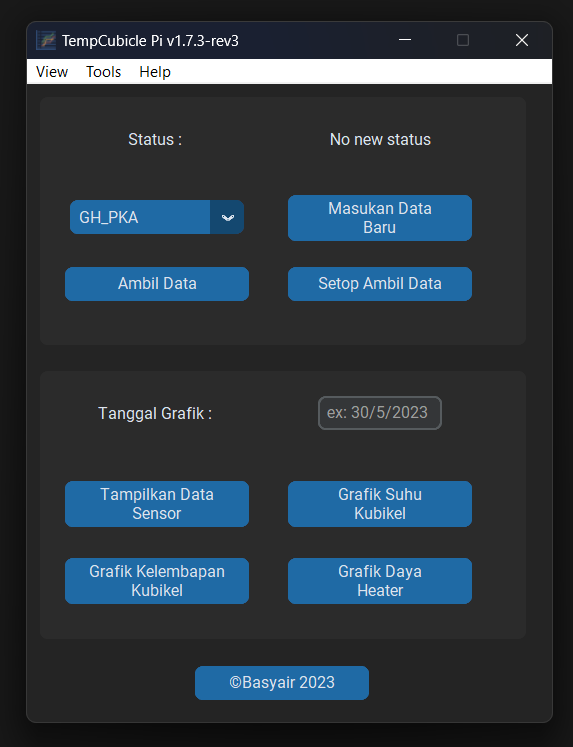 TempCubicle Pi v1.7.3-rev3
View Tools Help
Status : No new status
GH_PKA
Masukan Data
Baru
Ambil Data
Setop Ambil Data
Tanggal Grafik : ex: 30/5/2023
Tampilkan Data
Sensor
Grafik Suhu
Kubikel
Grafik Kelembapan
Kubikel
Grafik Daya
Heater
©Basyair 2023